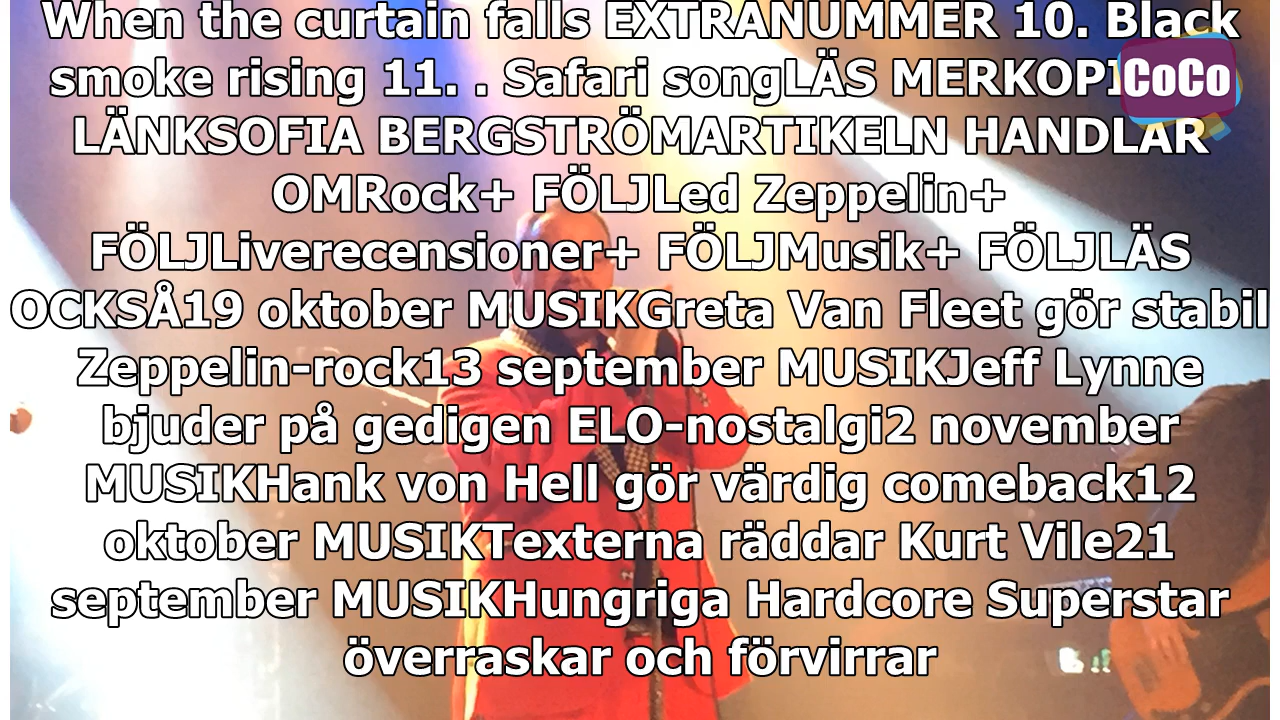 When the curtain falls EXTRANUMMER 10. Black
smoke rising 11. . Safari songLÄS MERKOPI
CoCo
LÄNKSOFIA BERGSTRÖMARTIKELN HANDLAR
OMRock+ FÖLJLed Zeppelin+
FÖLJLiverecensioner+ FÖLJMusik+ FÖLJLÄS
OCKSÅ19 oktober MUSIKGreta Van Fleet gör stabil
Zeppelin-rock13 september MUSIKJeff Lynne
bjuder på gedigen ELO-nostalgi2 november
MUSIKHank von Hell gör värdig comeback12
oktober MUSIKTexterna räddar Kurt Vile21
september MUSIKHungriga Hardcore Superstar
överraskar och förvirrar